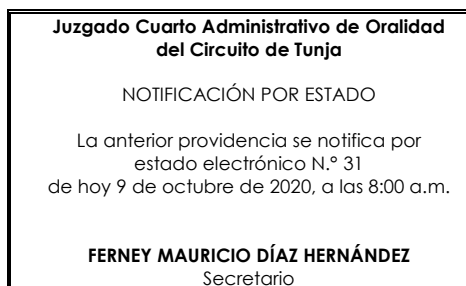 Juzgado Cuarto Administrativo de Oralidad
del Circuito de Tunja
NOTIFICACIÓN POR ESTADO
La anterior providencia se notifica por
estado electrónico N.° 31
de hoy 9 de octubre de 2020, a las 8:00 a.m.
FERNEY MAURICIO DÍAZ HERNÁNDEZ
Secretario